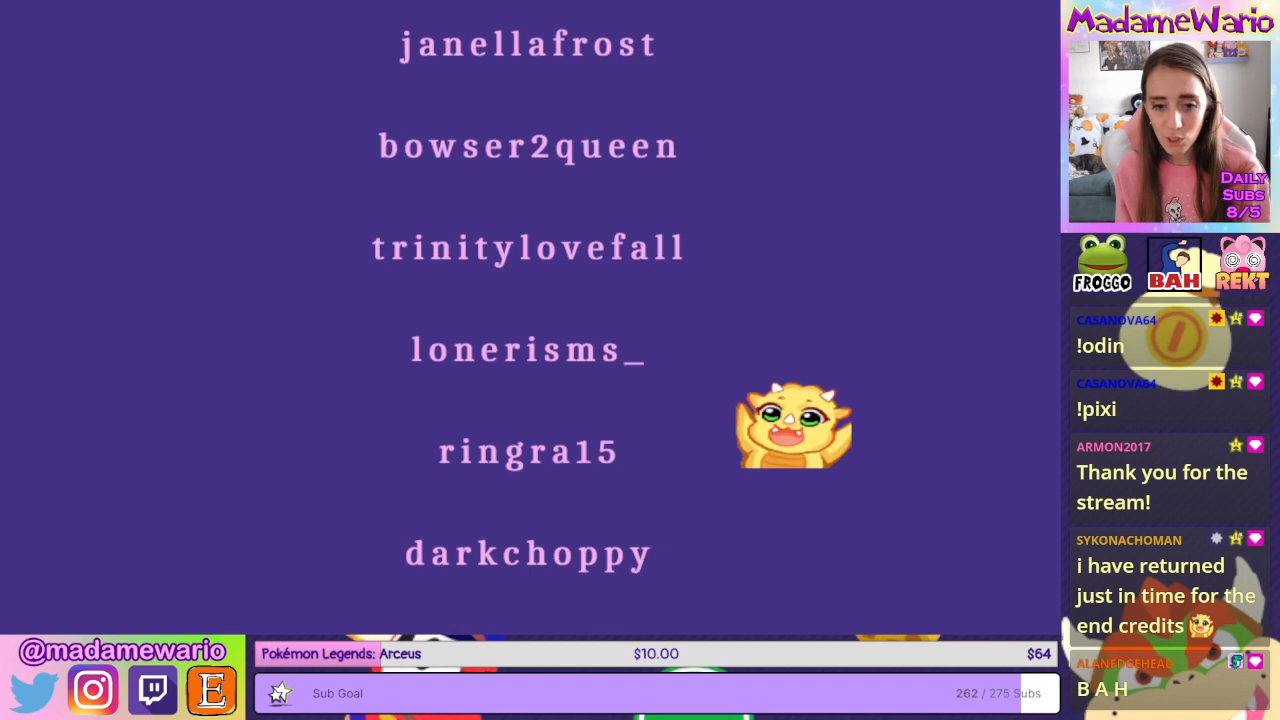 janellafrost
bowser2queen
trinitylovefall
lonerisms_
ringra15
darkchoppy
MadameWario
Daily
Subs
8/5
FROGGO BAH REKT
CASANOVA64
!odin
CASANOVA64
!pixi
ARMON2017
Thank you for the
stream!
SYKONACHOMAN
i have returned
just in time for the
end credits
ALANEDGEHEAD
B A H
@madamewario
E
Pokémon Legends: Arceus $10.00 $64
Sub Goal 262 / 275 Subs